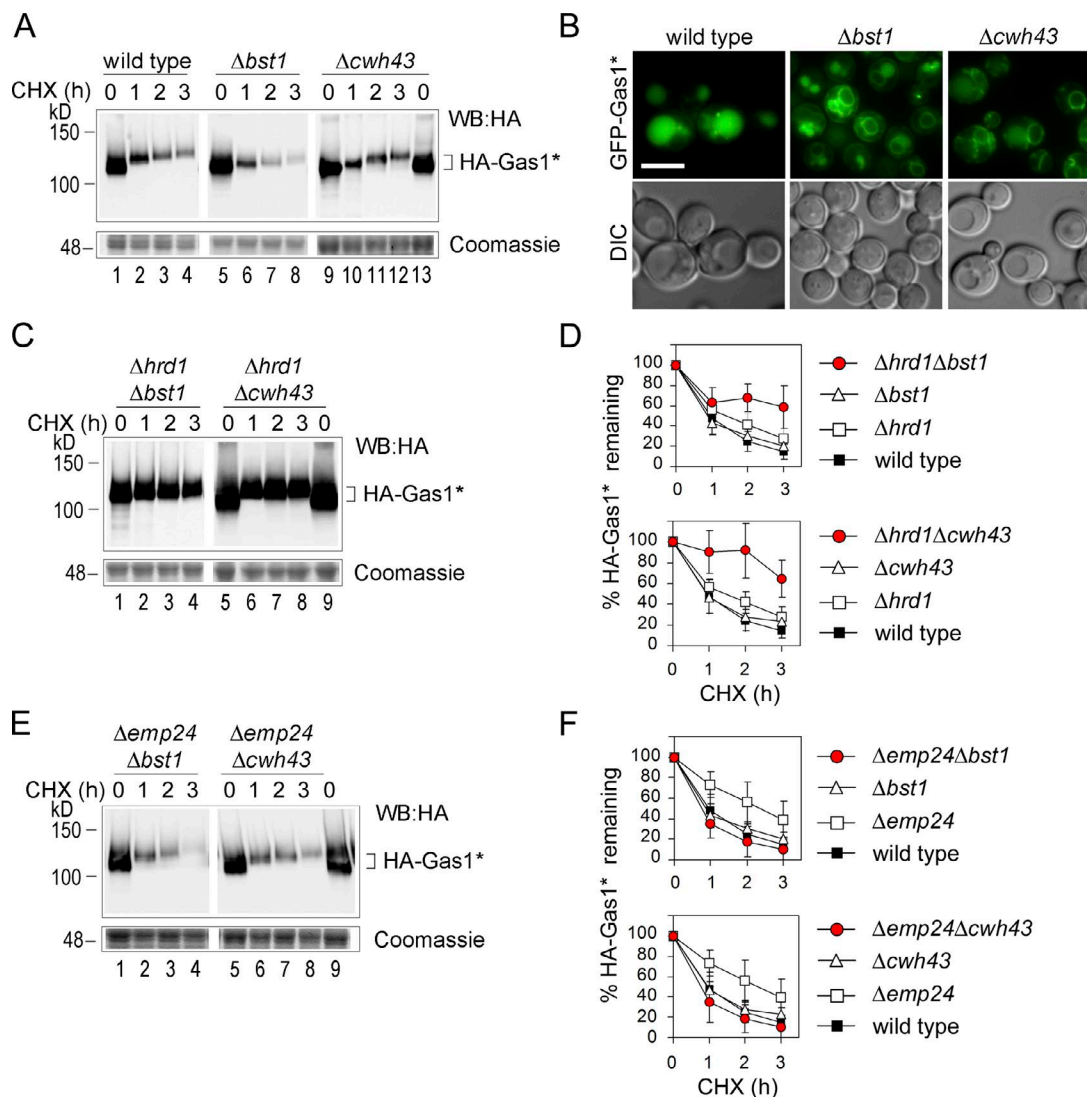 A
wild type Δbst1 Δcwh43
CHX (h) 0 1 2 3 0 1 2 3 0 1 2 3 0
kD
WB:HA
150
HA-Gas1*
100
48 Coomassie
1 2 3 4 5 6 7 8 9 10 11 12 13
B
wild type Δbst1 Δcwh43
GFP-Gas1*
DIC
C
Δhrd1 Δhrd1
Δbst1 Δcwh43
CHX (h) 0 1 2 3 0 1 2 3 0
kD
WB:HA
150
HA-Gas1*
100
48 Coomassie
1 2 3 4 5 6 7 8 9
D
% HA-Gas1* remaining
100
80
60
40
20
0
0 1 2 3
Δhrd1Δbst1
Δbst1
Δhrd1
wild type
100
80
60
40
20
0
0 1 2 3
CHX (h)
Δhrd1Δcwh43
Δcwh43
Δhrd1
wild type
E
Δemp24 Δemp24
Δbst1 Δcwh43
CHX (h) 0 1 2 3 0 1 2 3 0
kD
WB:HA
150
HA-Gas1*
100
48 Coomassie
1 2 3 4 5 6 7 8 9
F
% HA-Gas1* remaining
100
80
60
40
20
0
0 1 2 3
Δemp24Δbst1
Δbst1
Δemp24
wild type
100
80
60
40
20
0
0 1 2 3
CHX (h)
Δemp24Δcwh43
Δcwh43
Δemp24
wild type